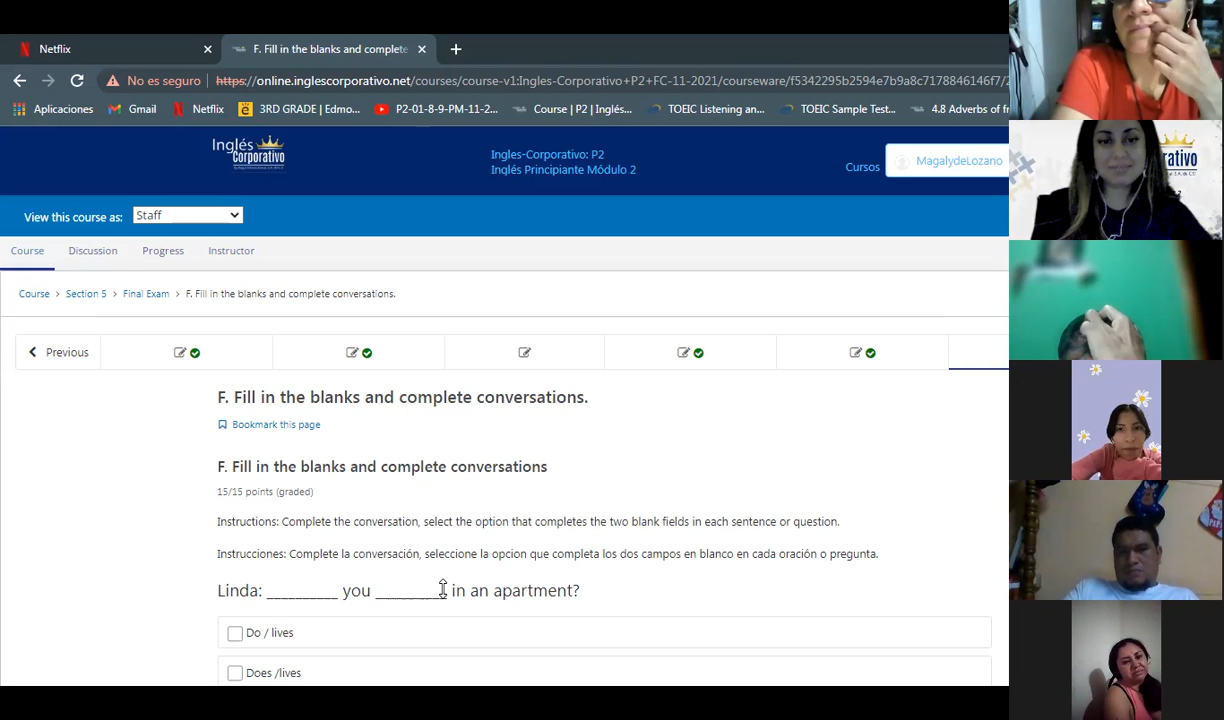 Netflix
F. Fill in the blanks and complete
No es seguro
https://online.inglescorporativo.net/courses/course-v1:Ingles-Corporativo+P2+FC-11-2021/courseware/f5342295b2594e7b9a8c7178846146f7/2
Aplicaciones
Gmail
Netflix
3RD GRADE | Edmo...
P2-01-8-9-PM-11-2...
Course | P2 | Inglés...
TOEIC Listening an...
TOEIC Sample Test...
4.8 Adverbs of fr
Inglés
Corporativo
Ingles-Corporativo: P2
Inglés Principiante Módulo 2
Cursos
MagalydeLozano
View this course as:
Staff
Course
Discussion
Progress
Instructor
Course > Section 5 > Final Exam > F. Fill in the blanks and complete conversations.
Previous
F. Fill in the blanks and complete conversations.
Bookmark this page
F. Fill in the blanks and complete conversations
15/15 points (graded)
Instructions: Complete the conversation, select the option that completes the two blank fields in each sentence or question.
Instrucciones: Complete la conversación, seleccione la opcion que completa los dos campos en blanco en cada oración o pregunta.
Linda: __________ you __________ in an apartment?
Do / lives
Does /lives